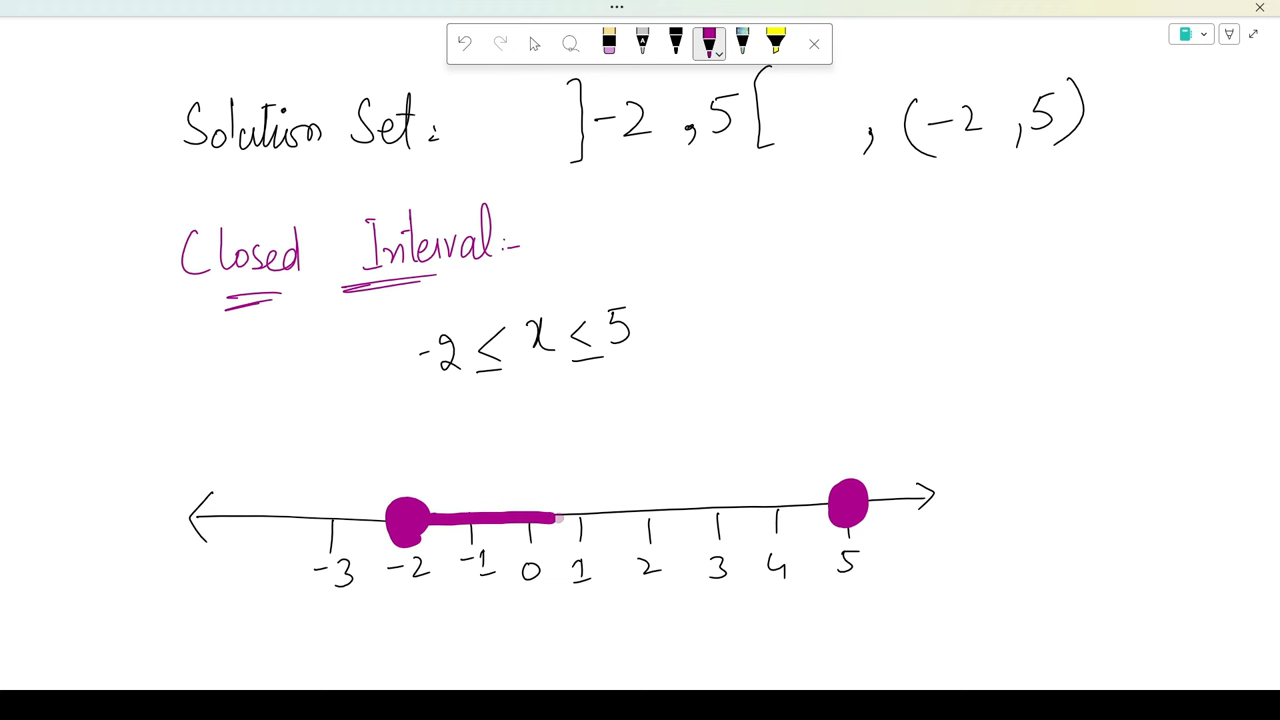 Solution Set: ]-2, 5[ , (-2, 5)
Closed Interval:-
-2 ≤ x ≤ 5
-3 -2 -1 0 1 2 3 4 5